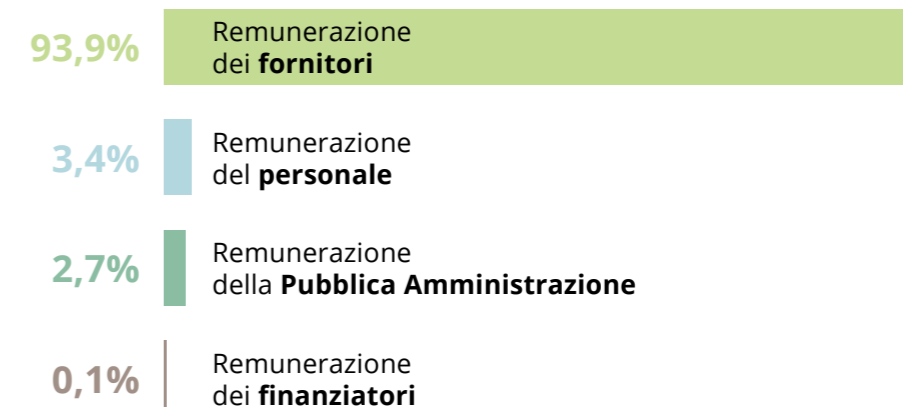 93,9%
Remunerazione
dei fornitori
3,4%
Remunerazione
del personale
2,7%
Remunerazione
della Pubblica Amministrazione
0,1%
Remunerazione
dei finanziatori